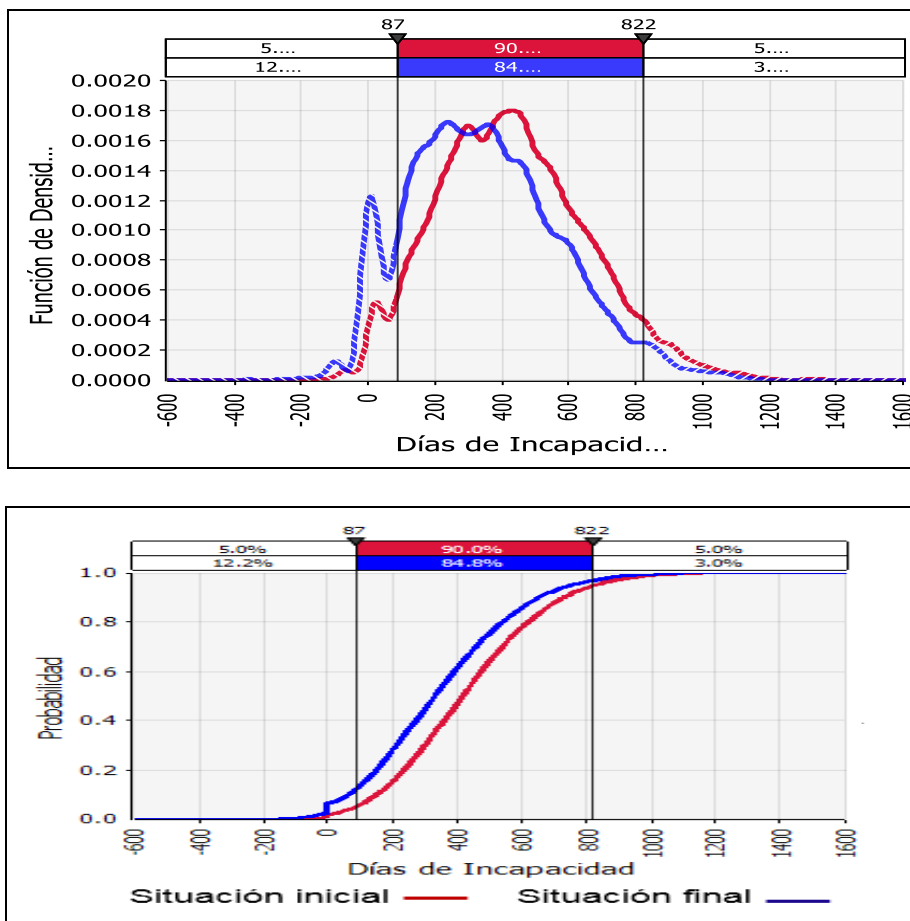 87 822
5.... 90.... 5....
12.... 84.... 3....
0.0020
0.0018
0.0016
0.0014
0.0012
0.0010
0.0008
0.0006
0.0004
0.0002
0.0000
Función de Densid...
-600 -400 -200 0 200 400 600 800 1000 1200 1400 1600
Días de Incapacid...
87 822
5.0% 90.0% 5.0%
12.2% 84.8% 3.0%
1.0
0.8
0.6
0.4
0.2
0.0
Probabilidad
-600 -400 -200 0 200 400 600 800 1000 1200 1400 1600
Días de Incapacidad
Situación inicial Situación final